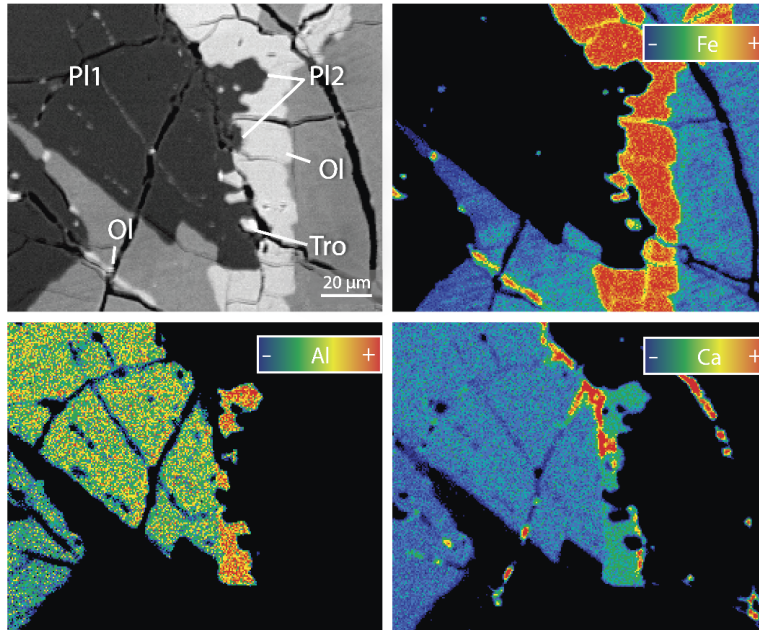 Pl1
Pl2
Ol
Ol
Tro
20 μm
– Fe +
– Al +
– Ca +